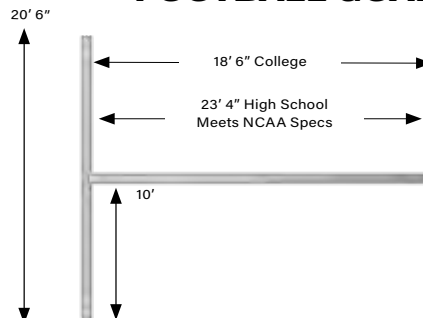 20' 6"
18' 6" College
23' 4" High School
Meets NCAA Specs
10'